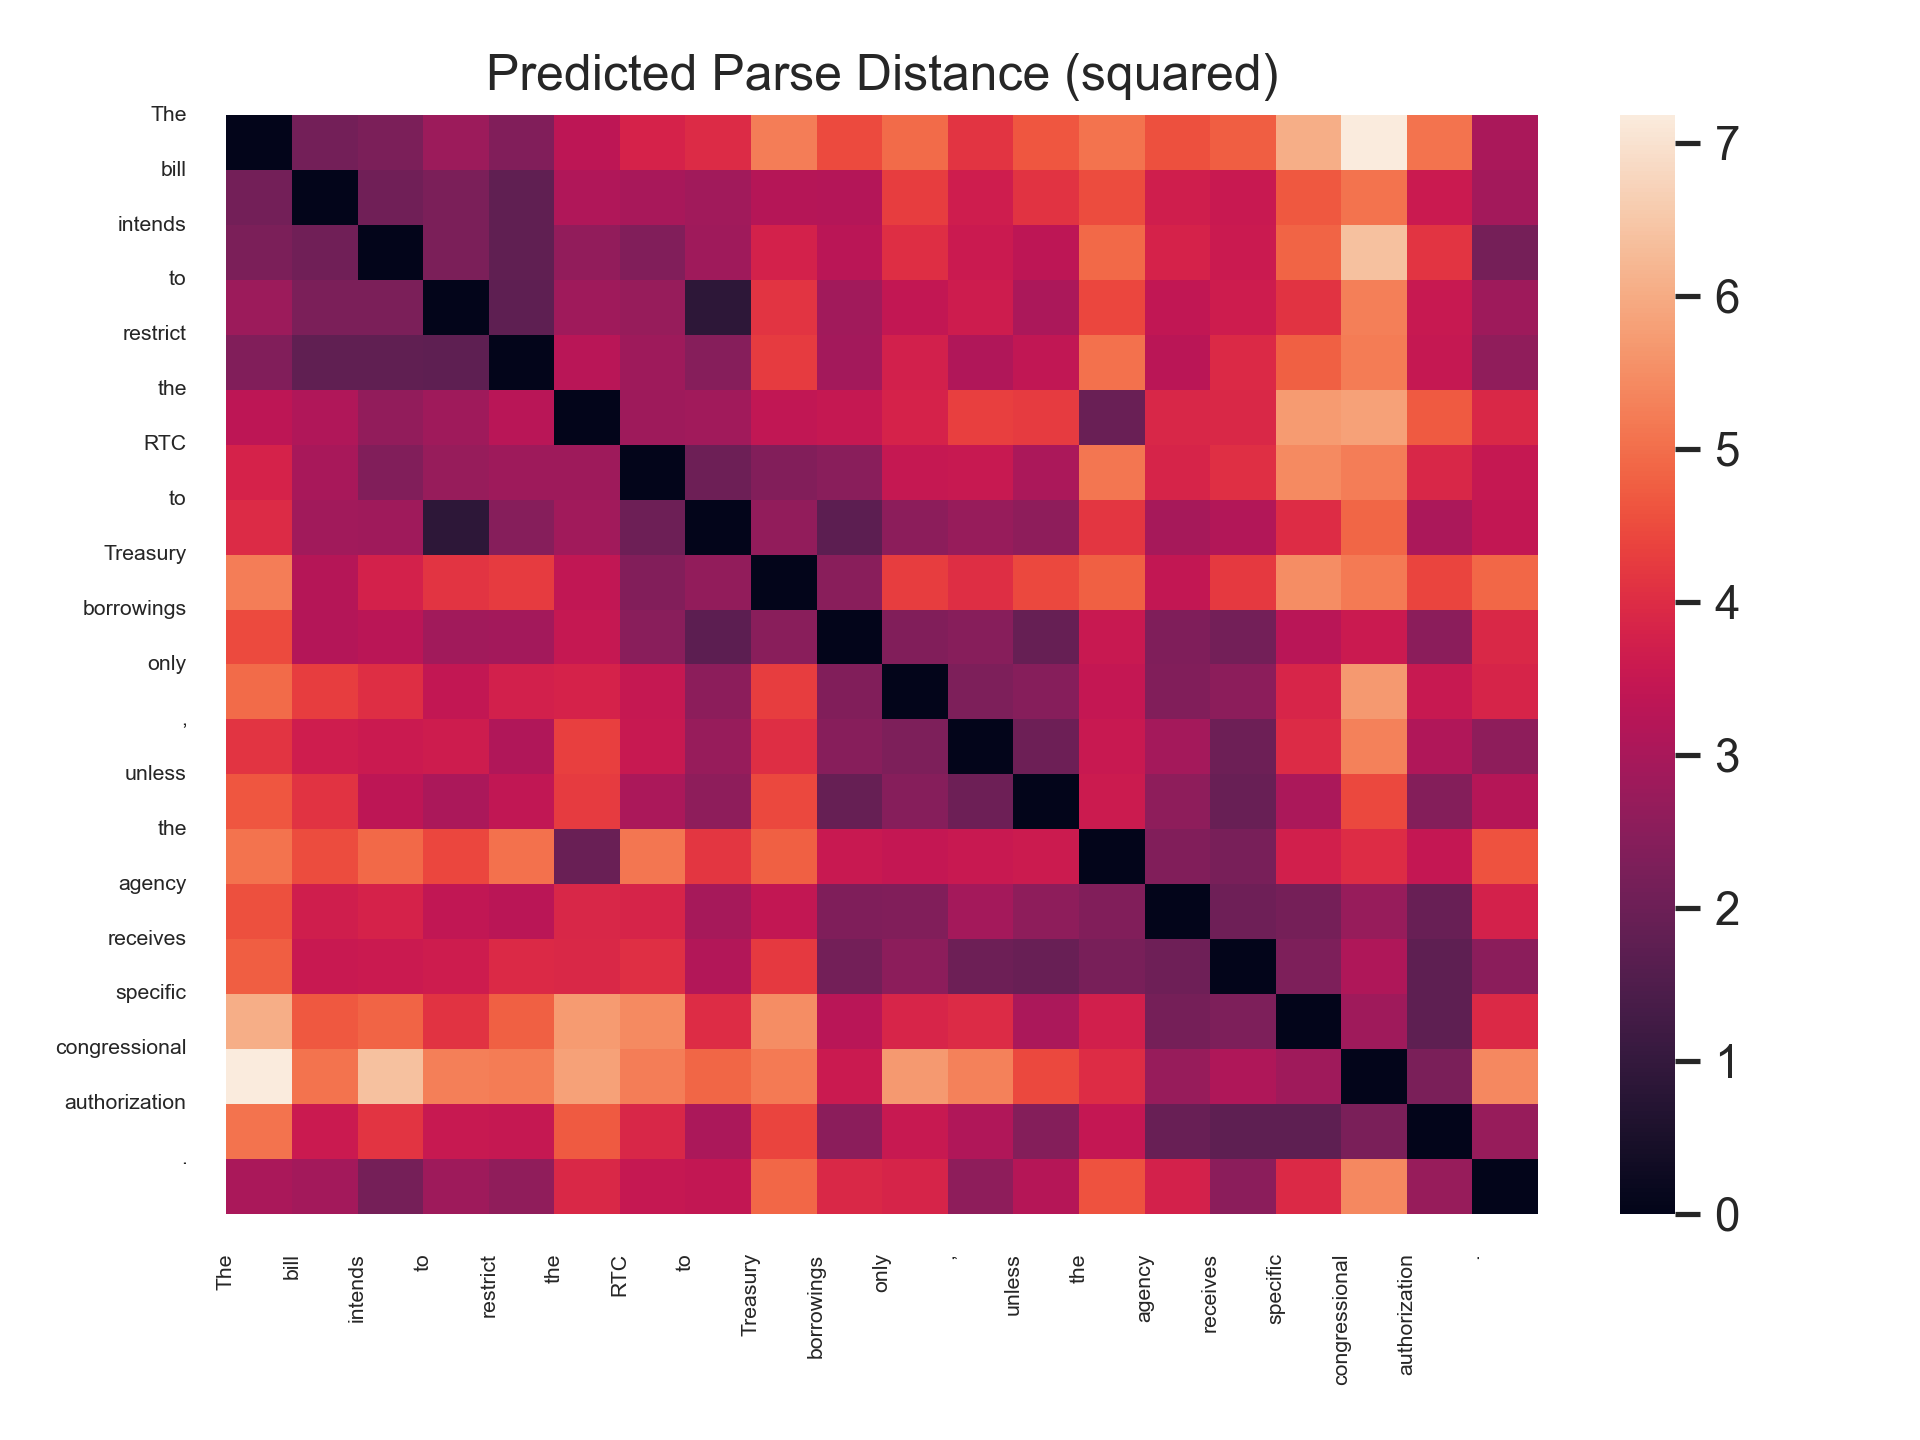 Predicted Parse Distance (squared)
The
bill
intends
to
restrict
the
RTC
to
Treasury
borrowings
only
,
unless
the
agency
receives
specific
congressional
authorization
.
7
6
5
4
3
2
1
0
The
bill
intends
to
restrict
the
RTC
to
Treasury
borrowings
only
,
unless
the
agency
receives
specific
congressional
authorization
.